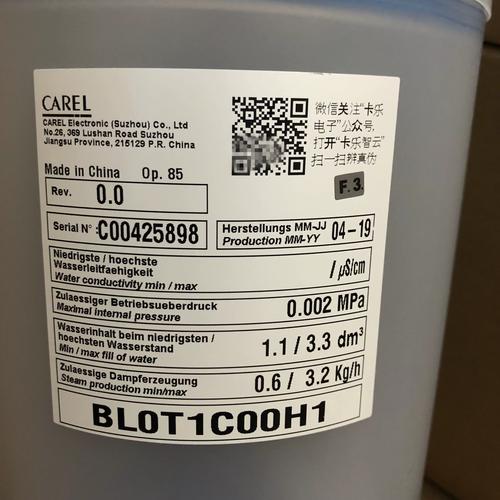 CAREL
CAREL Electronic (Suzhou) Co., Ltd
No.26, 369 Lushan Road Suzhou
Jiangsu Province, 215129 P.R. China
微信关注“卡乐
电子”公众号,
打开“卡乐智云”
扫一扫辨真伪
Made in China Op. 85
F. 3.
Rev. 0.0
Serial N° : C00425898
Herstellungs MM-JJ
Production MM-YY 04-19
Niedrigste / hoechste
Wasserleitfaehigkeit
Water conductivity min / max
/ µS/cm
Zulaessiger Betriebsueberdruck
Maximal internal pressure
0.002 MPa
Wasserinhalt beim niedrigsten /
hoechsten Wasserstand
Min / max fill of water
1.1 / 3.3 dm³
Zulaessige Dampferzeugung
Steam production min/max
0.6 / 3.2 Kg/h
BL0T1C00H1